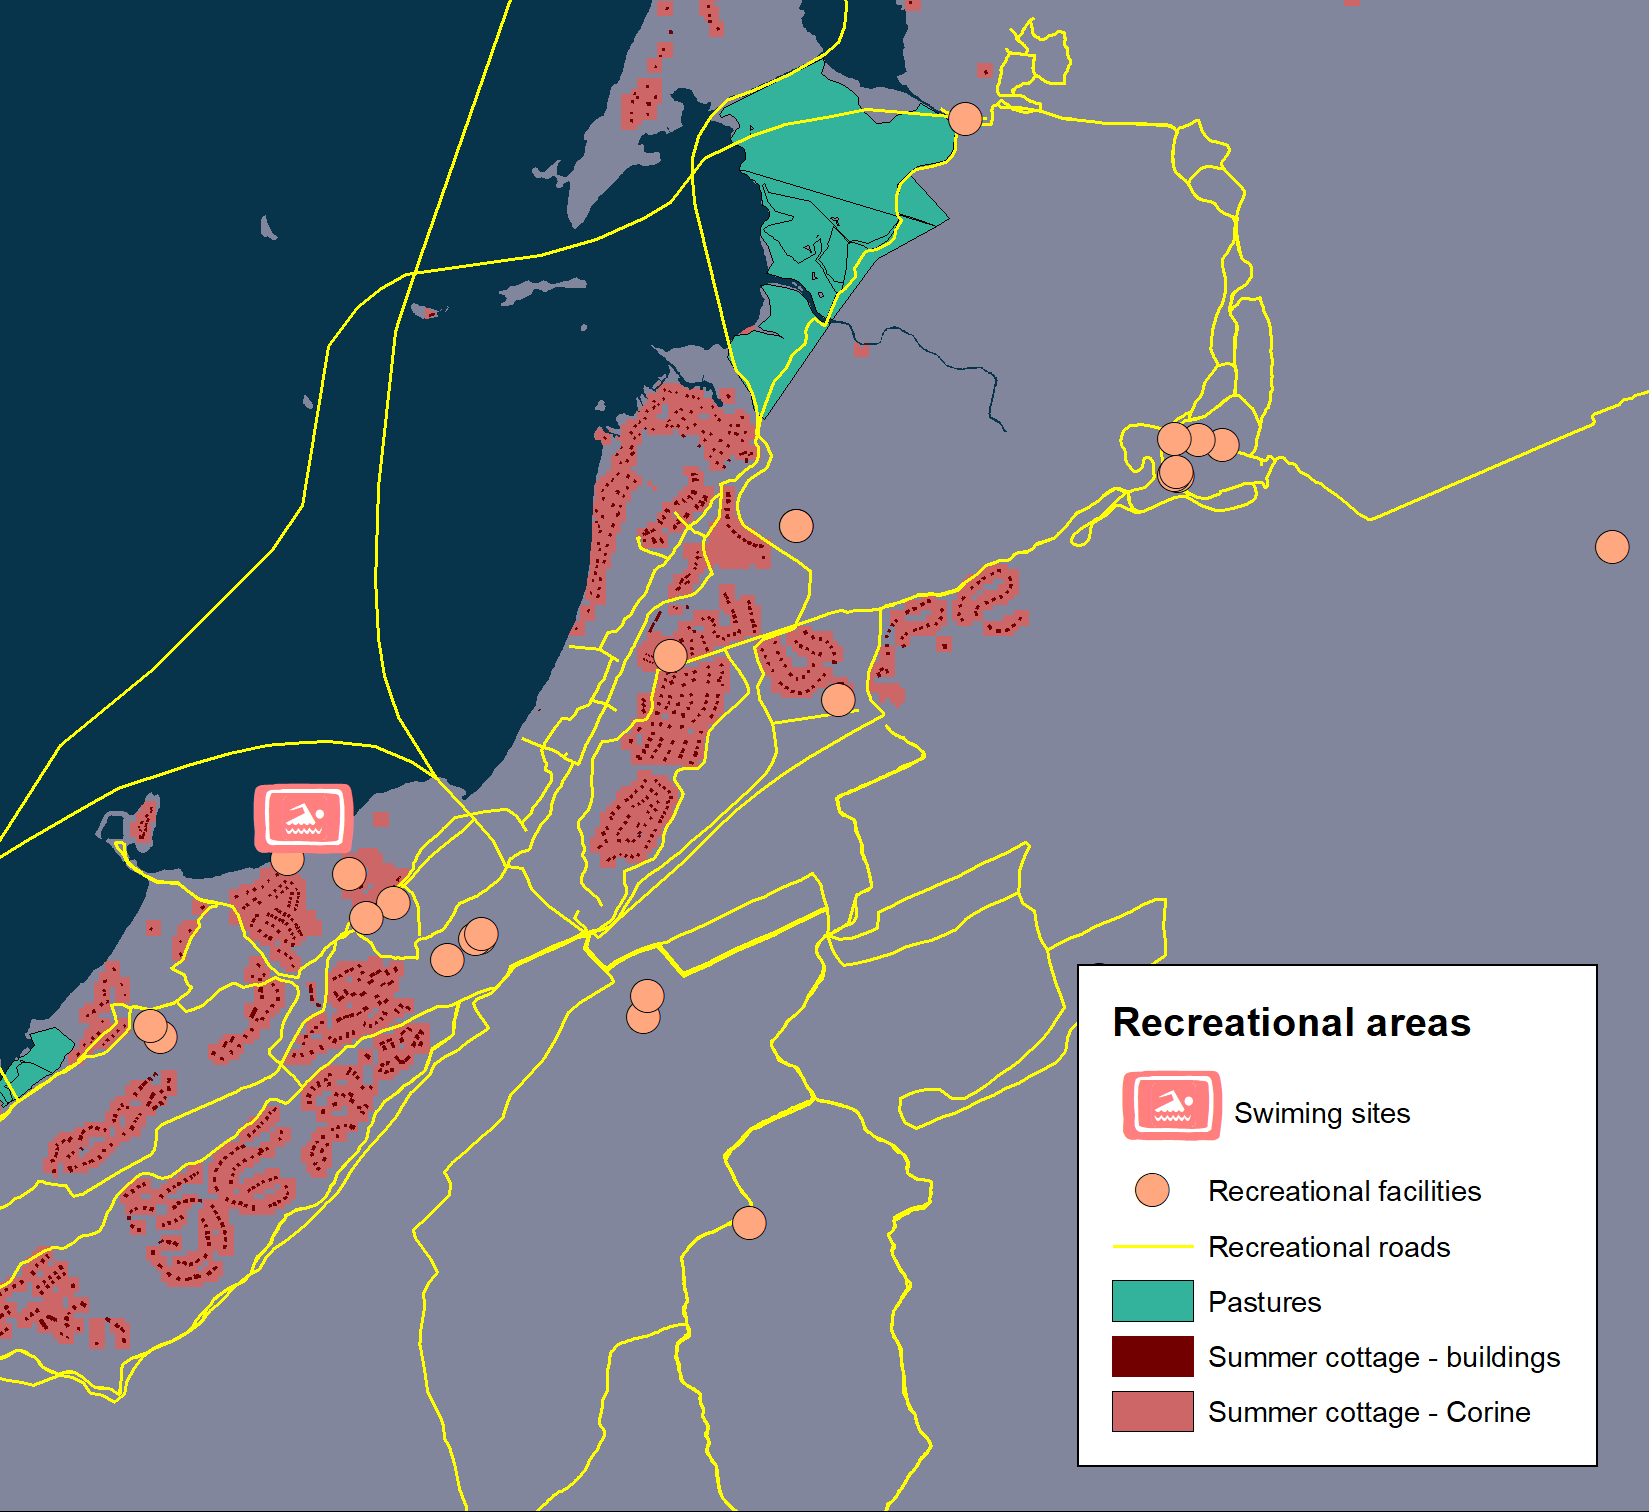 Recreational areas
Swiming sites
Recreational facilities
Recreational roads
Pastures
Summer cottage - buildings
Summer cottage - Corine